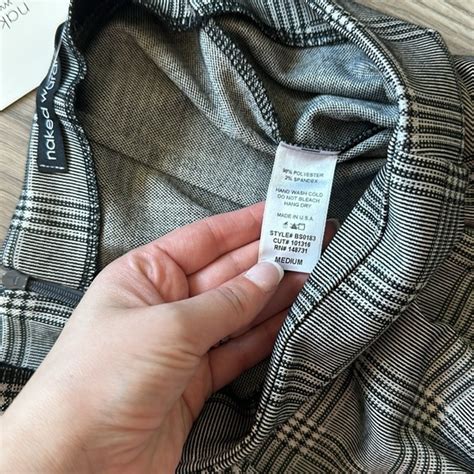 98% POLYESTER
2% SPANDEX
HAND WASH COLD
DO NOT BLEACH
HANG DRY
MADE IN U.S.A
STYLE# BS0183
CUT# 101316
RN# 148731
MEDIUM
naked